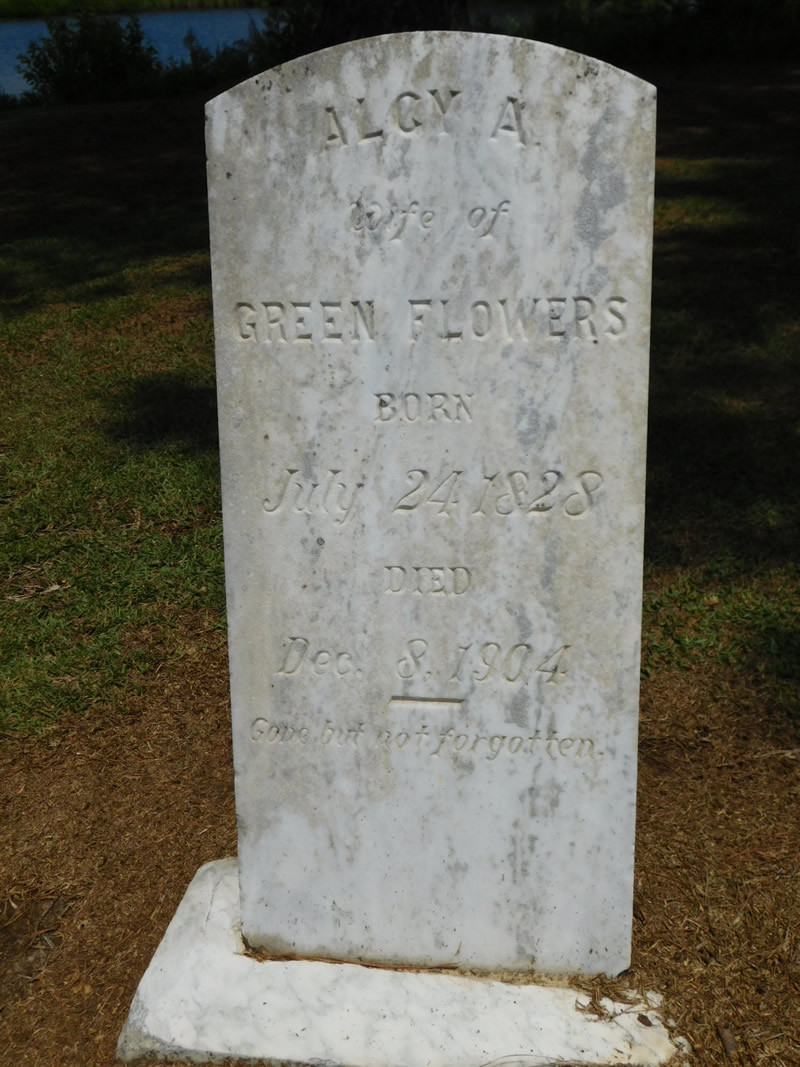 ALCY A.
Wife of
GREEN FLOWERS
BORN
July 24, 1828
DIED
Dec. 8, 1904
Gone but not forgotten.